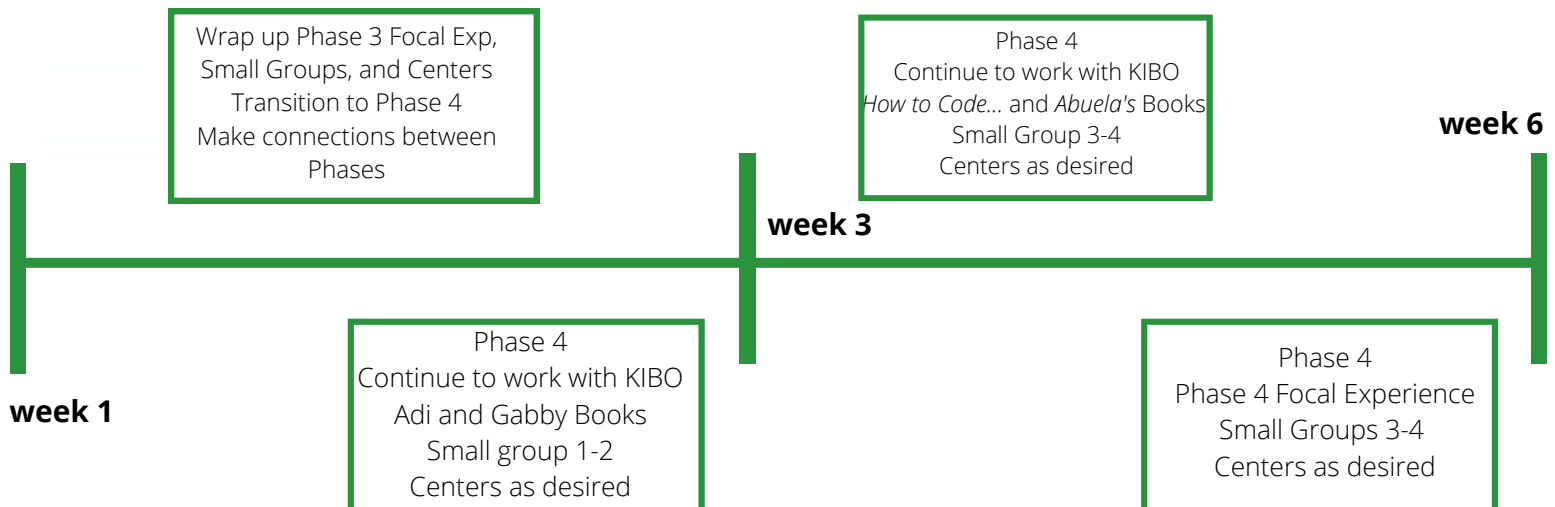 Wrap up Phase 3 Focal Exp,
Small Groups, and Centers
Transition to Phase 4
Make connections between
Phases
Phase 4
Continue to work with KIBO
How to Code... and Abuela's Books
Small Group 3-4
Centers as desired
week 6
week 3
week 1
Phase 4
Continue to work with KIBO
Adi and Gabby Books
Small group 1-2
Centers as desired
Phase 4
Phase 4 Focal Experience
Small Groups 3-4
Centers as desired